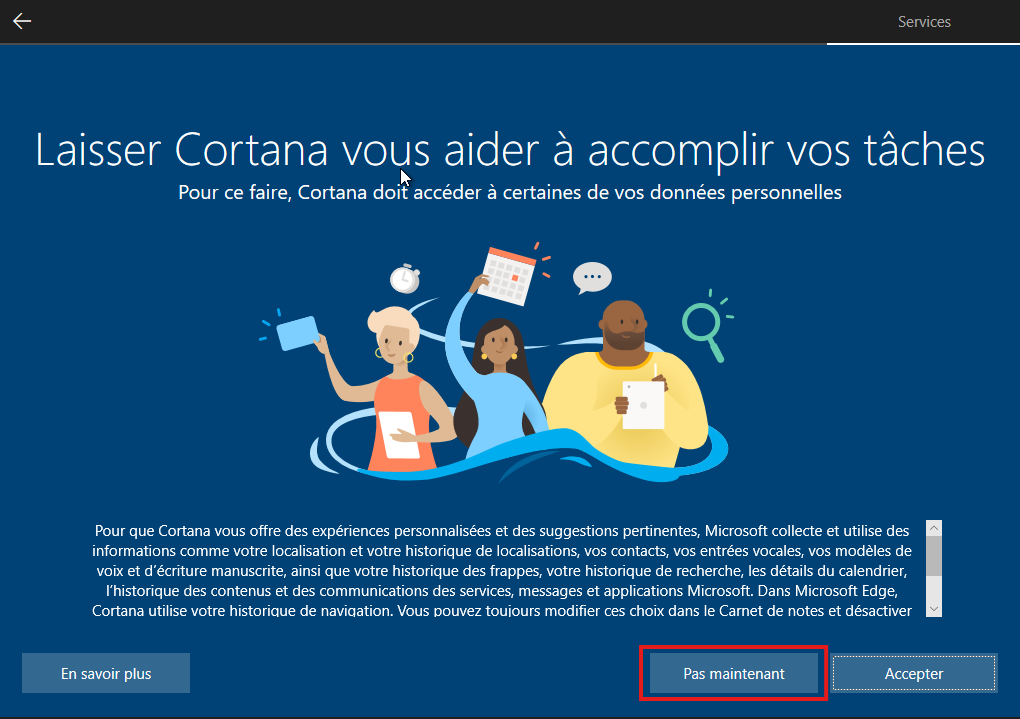 Services
Laisser Cortana vous aider à accomplir vos tâches
Pour ce faire, Cortana doit accéder à certaines de vos données personnelles
Pour que Cortana vous offre des expériences personnalisées et des suggestions pertinentes, Microsoft collecte et utilise des
informations comme votre localisation et votre historique de localisations, vos contacts, vos entrées vocales, vos modèles de
voix et d’écriture manuscrite, ainsi que votre historique des frappes, votre historique de recherche, les détails du calendrier,
l’historique des contenus et des communications des services, messages et applications Microsoft. Dans Microsoft Edge,
Cortana utilise votre historique de navigation. Vous pouvez toujours modifier ces choix dans le Carnet de notes et désactiver
En savoir plus
Pas maintenant
Accepter